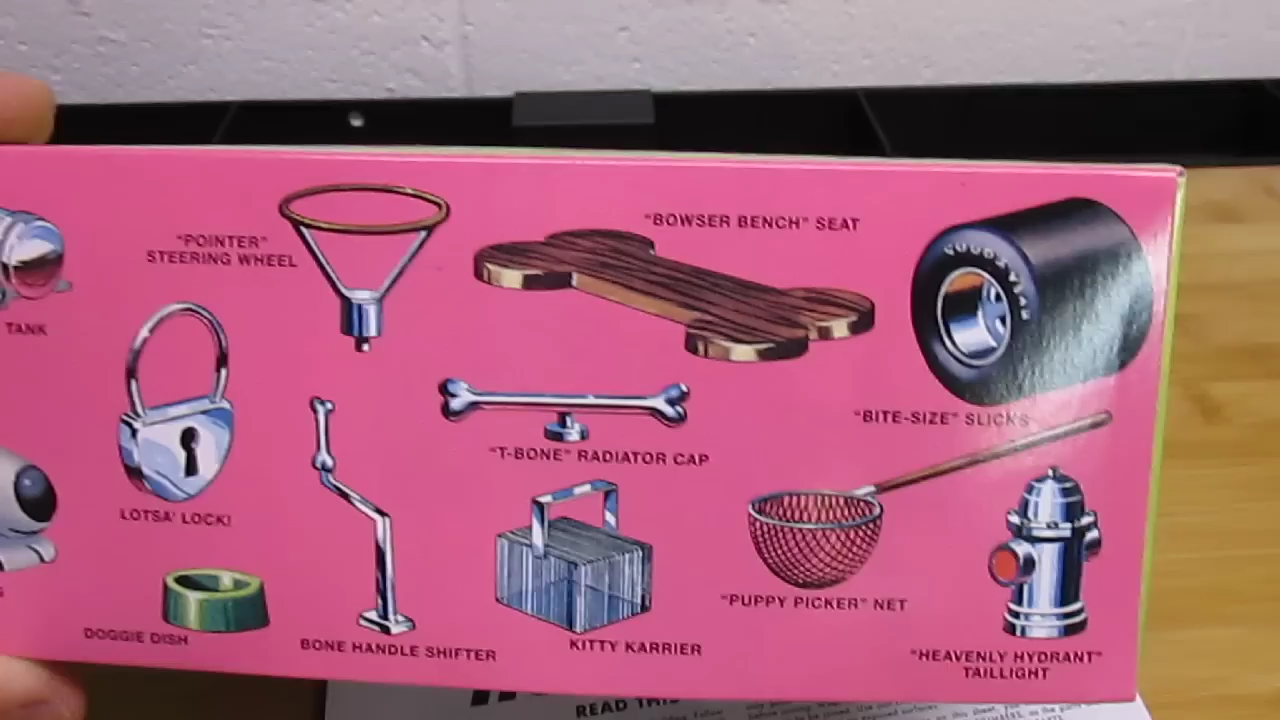 "BOWSER BENCH" SEAT
"POINTER"
STEERING WHEEL
TANK
"BITE-SIZE" SLICKS
"T-BONE" RADIATOR CAP
LOTSA' LOCK!
"PUPPY PICKER" NET
DOGGIE DISH
BONE HANDLE SHIFTER
KITTY KARRIER
"HEAVENLY HYDRANT"
TAILLIGHT
READ THIS